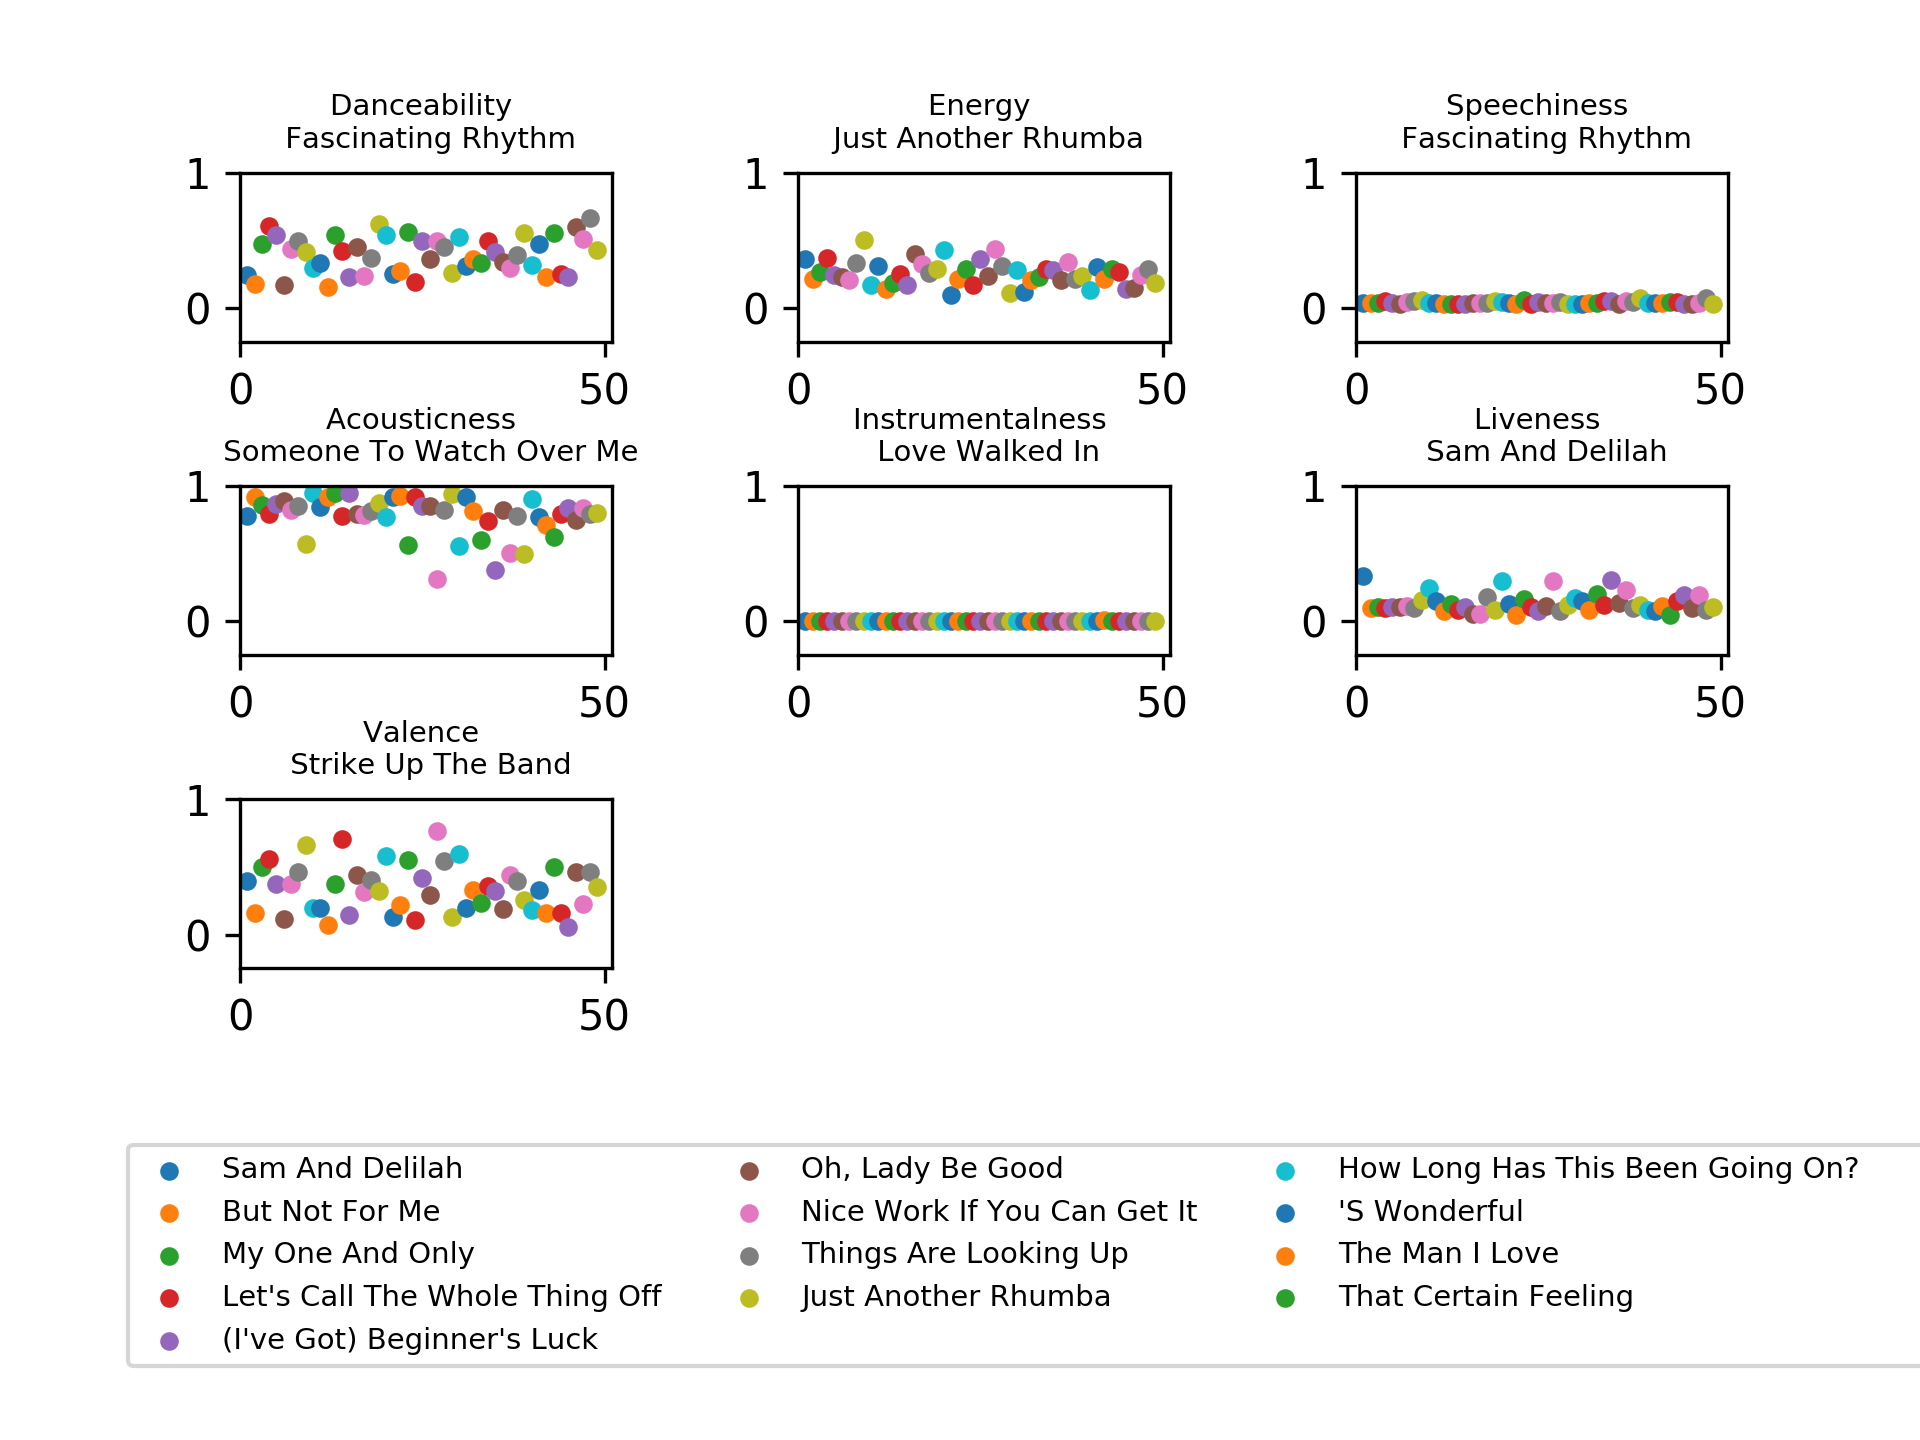 Danceability
Fascinating Rhythm
Energy
Just Another Rhumba
Speechiness
Fascinating Rhythm
1
0
0
50
1
0
0
50
1
0
0
50
Acousticness
Someone To Watch Over Me
Instrumentalness
Love Walked In
Liveness
Sam And Delilah
1
0
0
50
1
0
0
50
1
0
0
50
Valence
Strike Up The Band
1
0
0
50
Sam And Delilah
But Not For Me
My One And Only
Let's Call The Whole Thing Off
(I've Got) Beginner's Luck
Oh, Lady Be Good
Nice Work If You Can Get It
Things Are Looking Up
Just Another Rhumba
How Long Has This Been Going On?
'S Wonderful
The Man I Love
That Certain Feeling